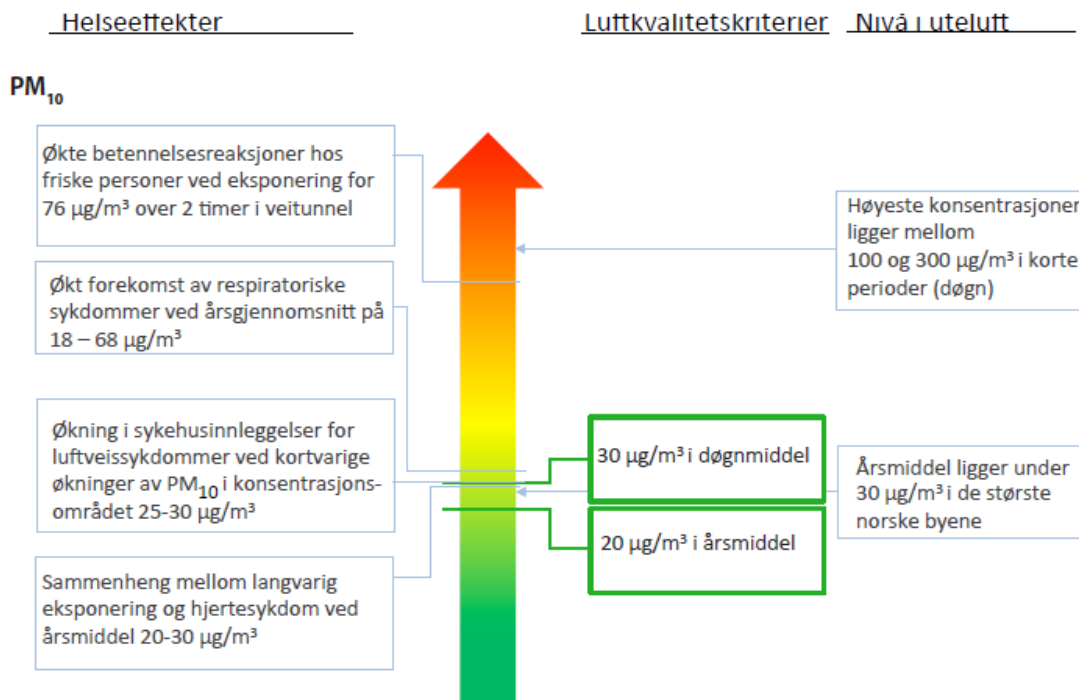 Helseeffekter
Luftkvalitetskriterier
Nivå i uteluft
PM10
Økte betennelsesreaksjoner hos
friske personer ved eksponering for
76 µg/m³ over 2 timer i veitunnel
Økt forekomst av respiratoriske
sykdommer ved årsgjennomsnitt på
18 – 68 µg/m³
Økning i sykehusinnleggelser for
luftveissykdommer ved kortvarige
økninger av PM10 i konsentrasjons-
området 25-30 µg/m³
Sammenheng mellom langvarig
eksponering og hjertesykdom ved
årsmiddel 20-30 µg/m³
30 µg/m³ i døgnmiddel
20 µg/m³ i årsmiddel
Høyeste konsentrasjoner
ligger mellom
100 og 300 µg/m³ i korte
perioder (døgn)
Årsmiddel ligger under
30 µg/m³ i de største
norske byene